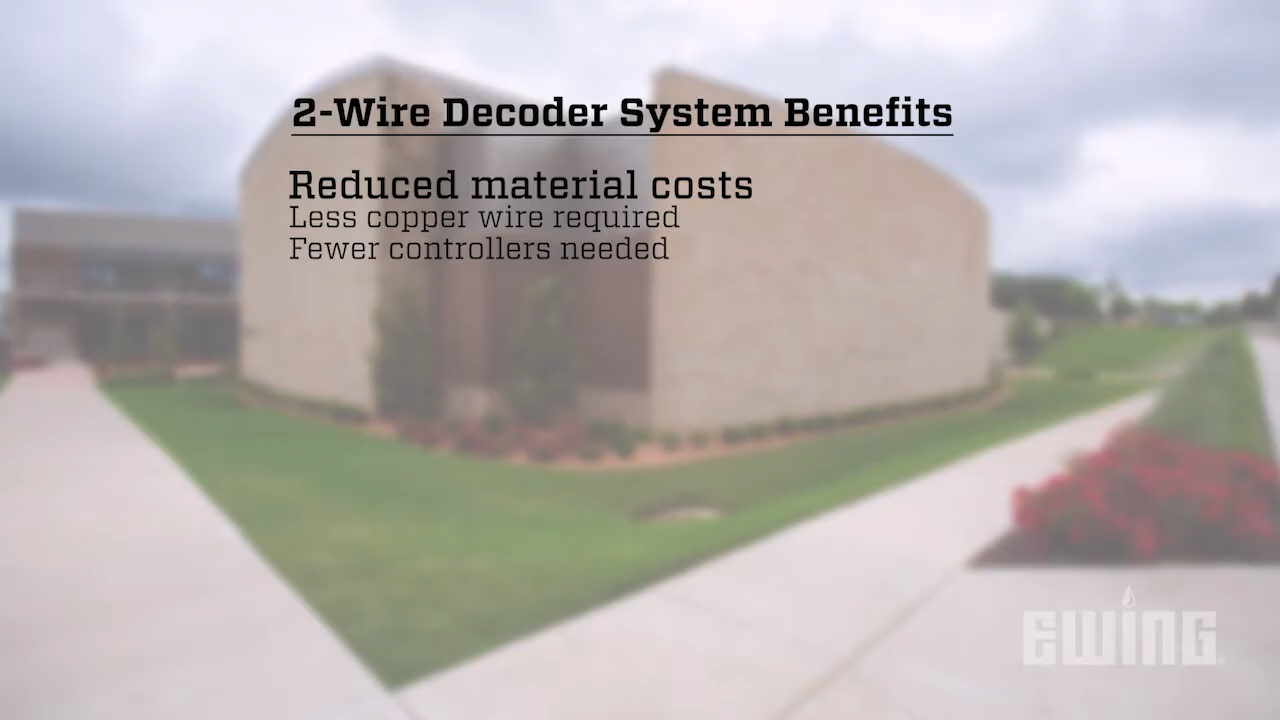 2-Wire Decoder System Benefits
Reduced material costs
Less copper wire required
Fewer controllers needed
EWING